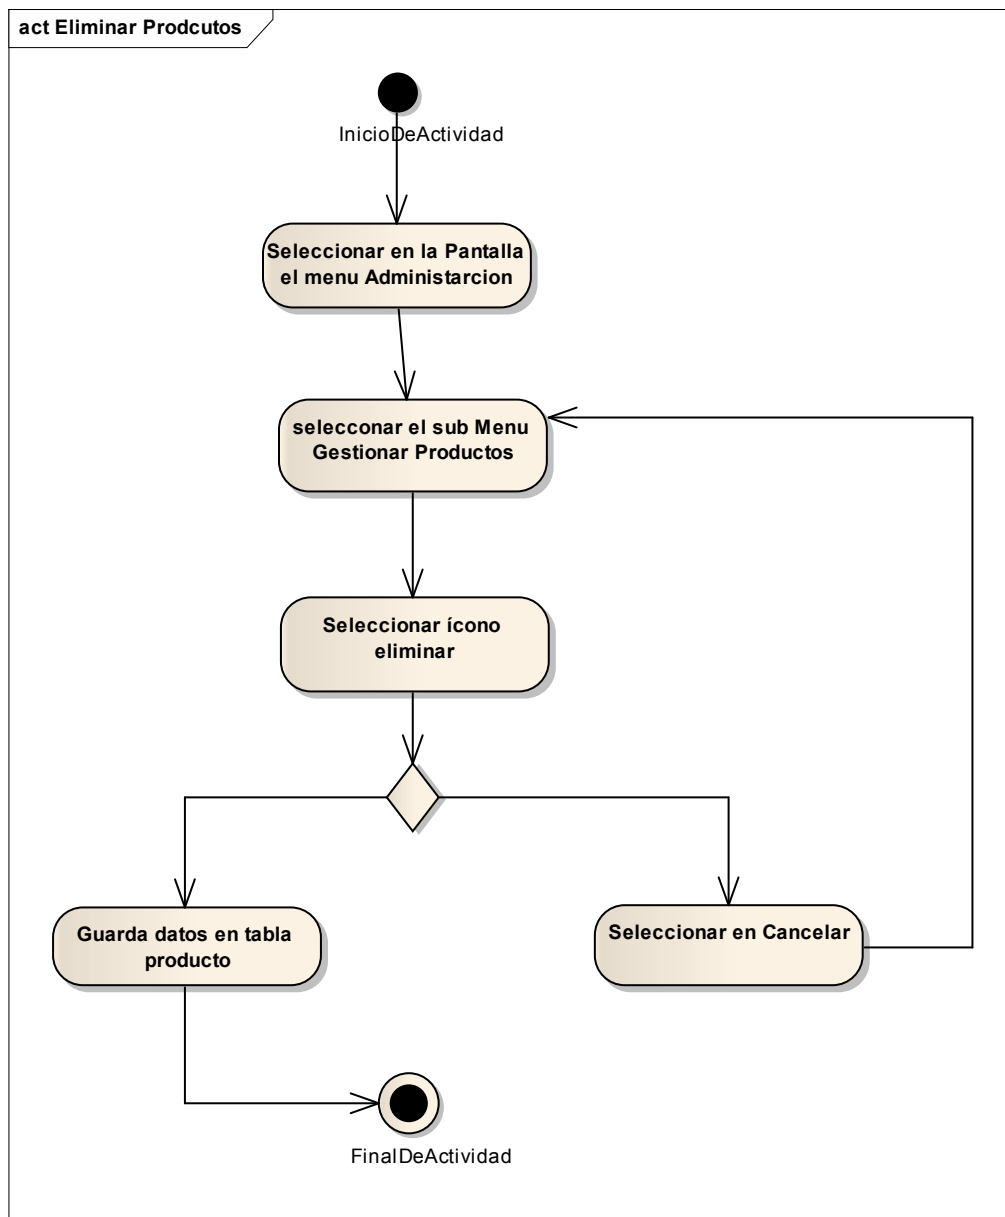 act Eliminar Prodcutos
InicioDeActividad
Seleccionar en la Pantalla
el menu Administarcion
selecconar el sub Menu
Gestionar Productos
Seleccionar ícono
eliminar
Guarda datos en tabla
producto
Seleccionar en Cancelar
FinalDeActividad